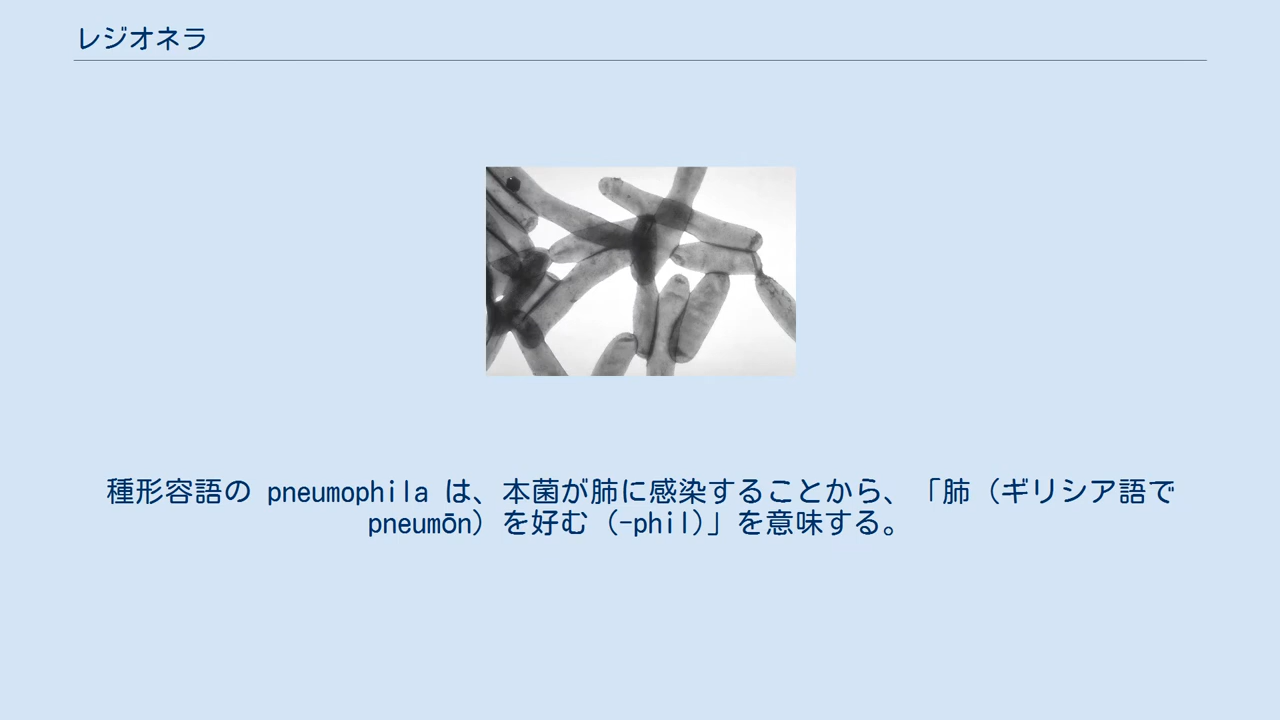 レジオネラ
種形容語の pneumophila は、本菌が肺に感染することから、「肺（ギリシア語で
pneumōn）を好む（-phil)」を意味する。